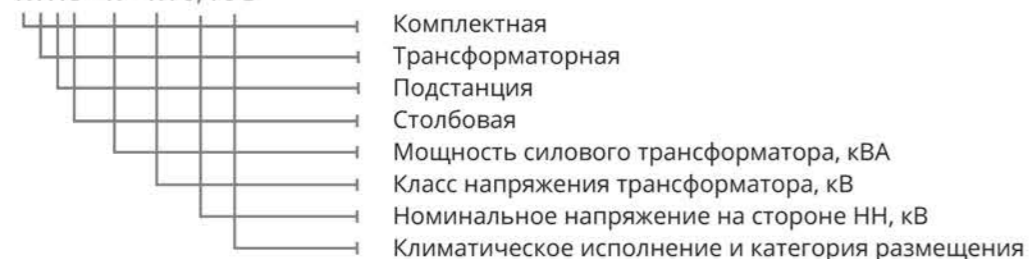 Комплектная
Трансформаторная
Подстанция
Столбовая
Мощность силового трансформатора, кВА
Класс напряжения трансформатора, кВ
Номинальное напряжение на стороне НН, кВ
Климатическое исполнение и категория размещения